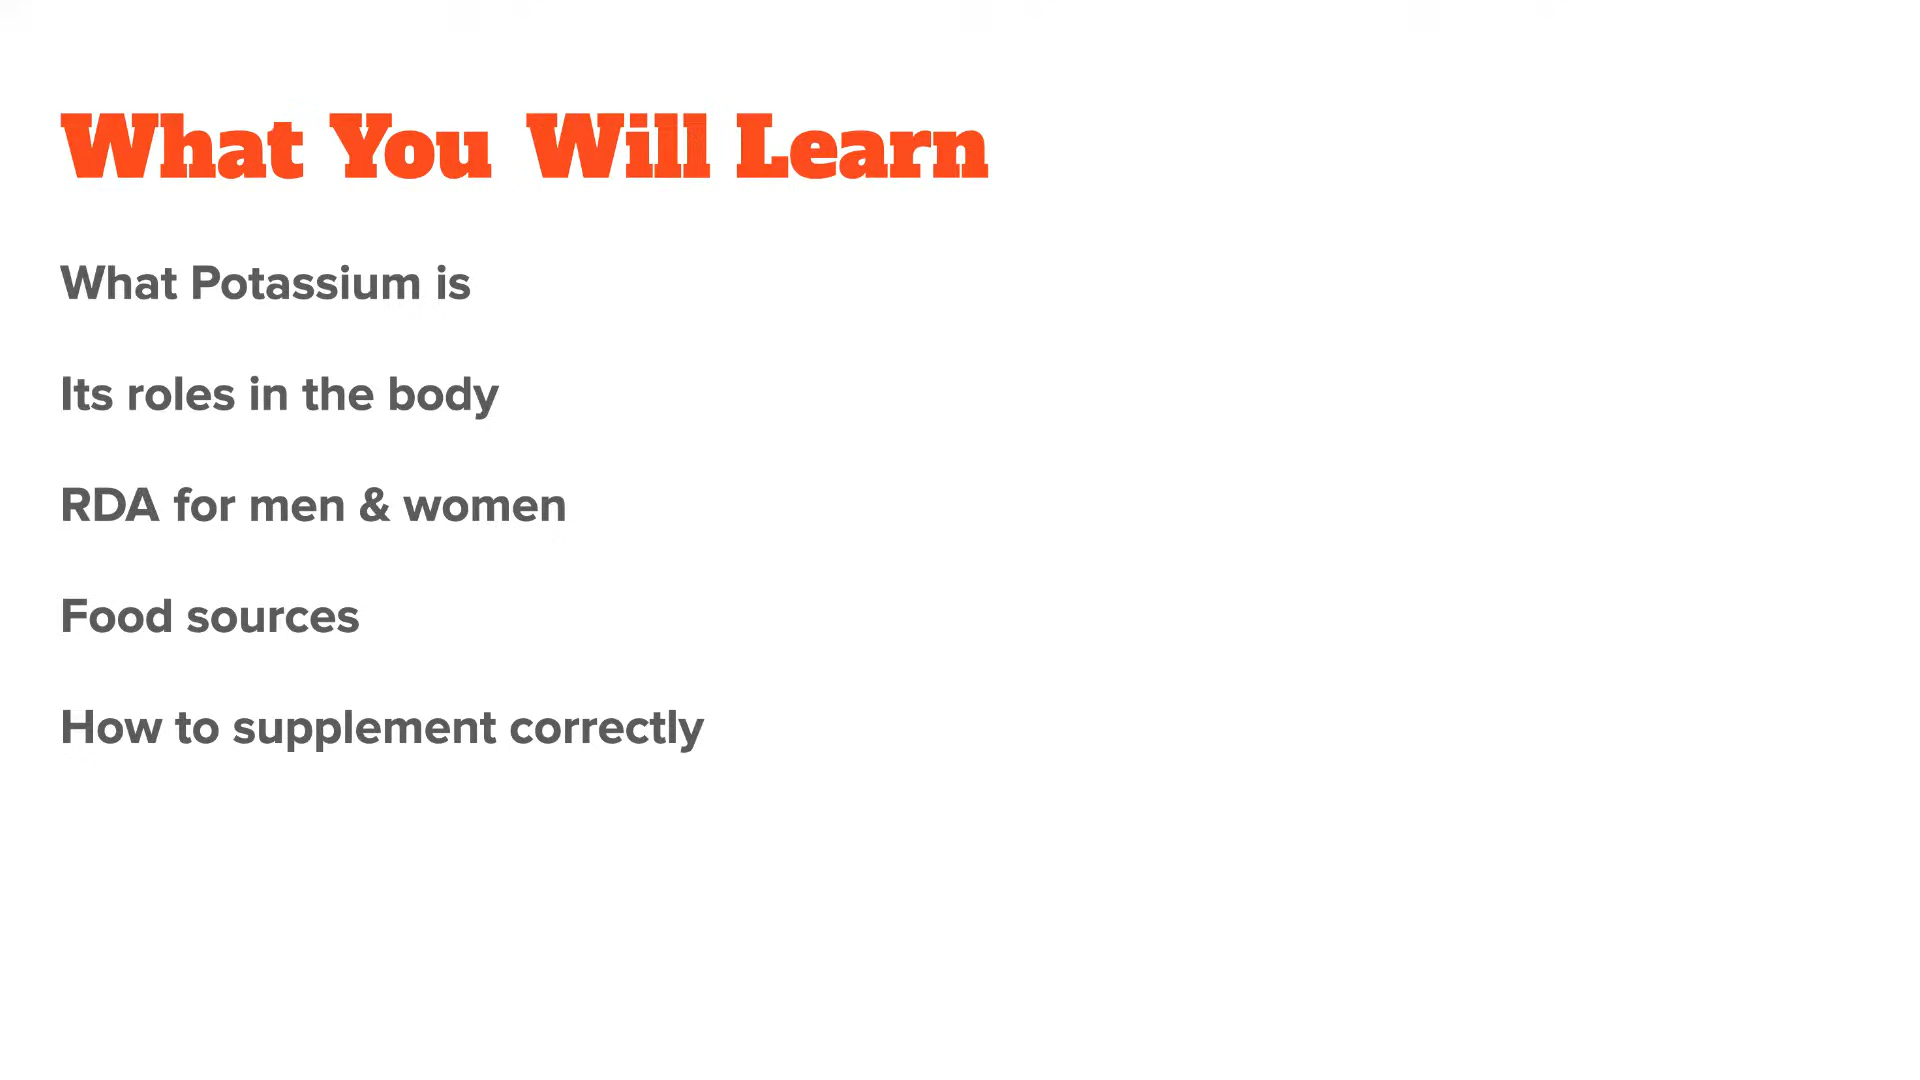 What You Will Learn
What Potassium is
Its roles in the body
RDA for men & women
Food sources
How to supplement correctly